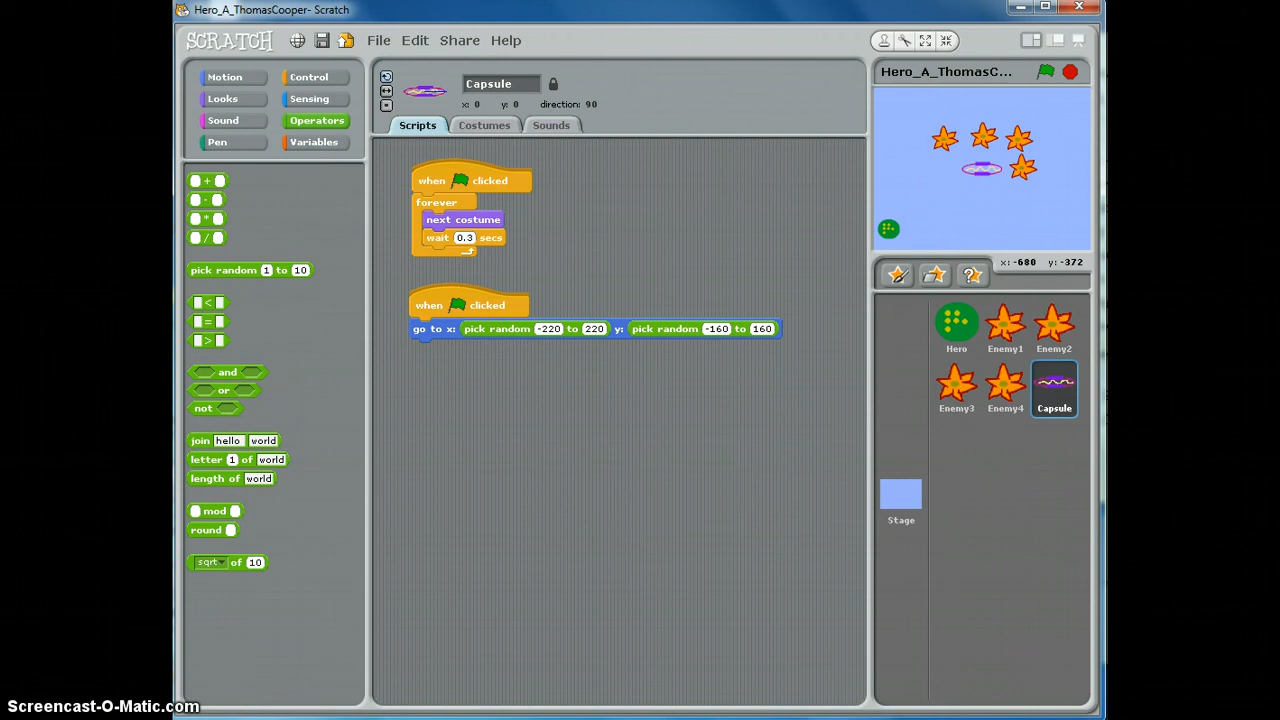 Hero_A_ThomasCooper- Scratch
SCRATCH File Edit Share Help
Motion Control
Looks Sensing
Sound Operators
Pen Variables
+
-
*
/
pick random 1 to 10
<
=
>
and
or
not
join hello world
letter 1 of world
length of world
mod
round
sqrt of 10
Capsule
x: 0 y: 0 direction: 90
Scripts Costumes Sounds
when clicked
forever
next costume
wait 0.3 secs
when clicked
go to x: pick random -220 to 220 y: pick random -160 to 160
Hero_A_ThomasC...
x: -680 y: -372
Hero Enemy1 Enemy2
Enemy3 Enemy4 Capsule
Stage
Screencast-O-Matic.com